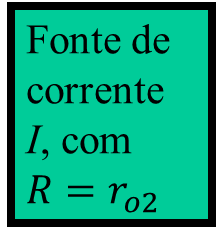 Fonte de
corrente
I, com
R = r_{o2}